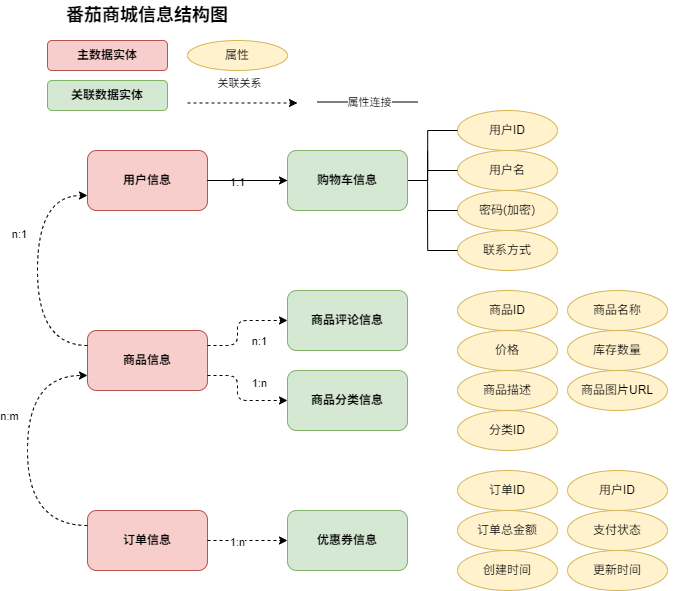 番茄商城信息结构图
主数据实体
属性
关联数据实体
关联关系
属性连接
用户信息
1:1
购物车信息
用户ID
用户名
密码(加密)
联系方式
n:1
商品信息
n:1
商品评论信息
1:n
商品分类信息
商品ID
商品名称
价格
库存数量
商品描述
商品图片URL
分类ID
n:m
订单信息
1:n
优惠券信息
订单ID
用户ID
订单总金额
支付状态
创建时间
更新时间